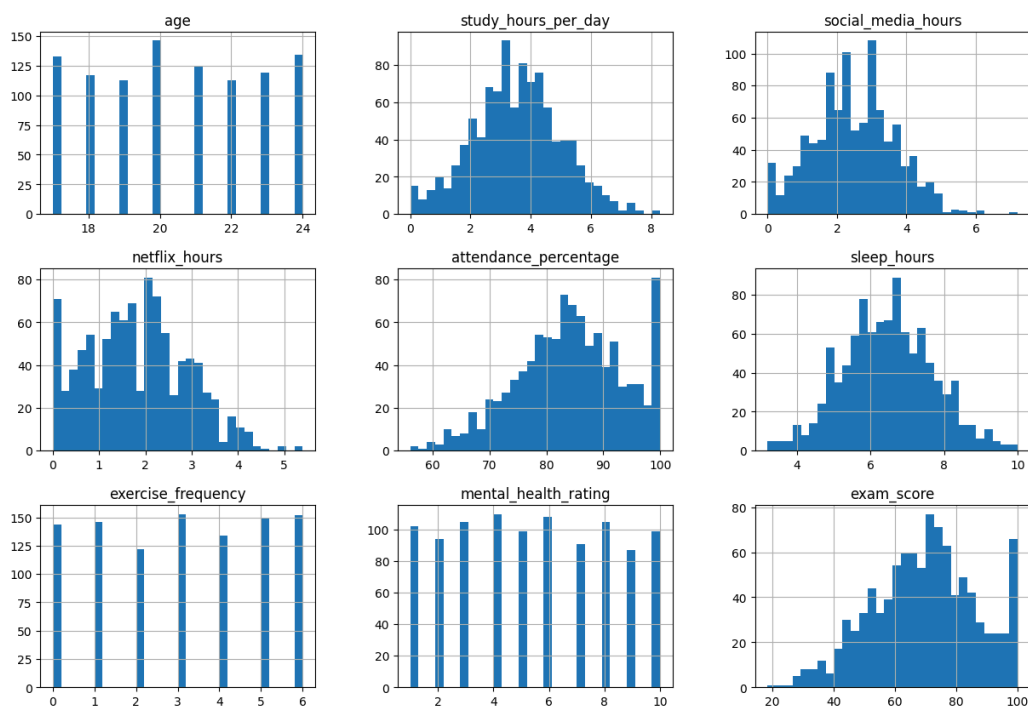 age
150
125
100
75
50
25
0
18 20 22 24
study_hours_per_day
80
60
40
20
0
0 2 4 6 8
social_media_hours
100
80
60
40
20
0
0 2 4 6
netflix_hours
80
60
40
20
0
0 1 2 3 4 5
attendance_percentage
80
60
40
20
0
60 70 80 90 100
sleep_hours
80
60
40
20
0
4 6 8 10
exercise_frequency
150
125
100
75
50
25
0
0 1 2 3 4 5 6
mental_health_rating
100
80
60
40
20
0
2 4 6 8 10
exam_score
80
60
40
20
0
20 40 60 80 100